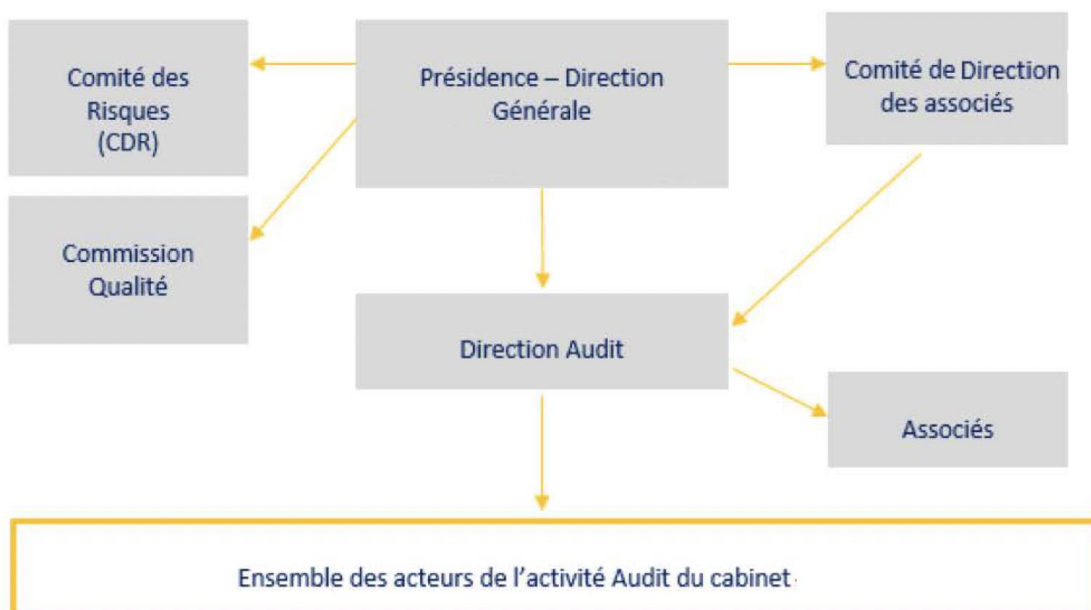 Comité des
Risques
(CDR)
Présidence – Direction
Générale
Comité de Direction
des associés
Commission
Qualité
Direction Audit
Associés
Ensemble des acteurs de l’activité Audit du cabinet